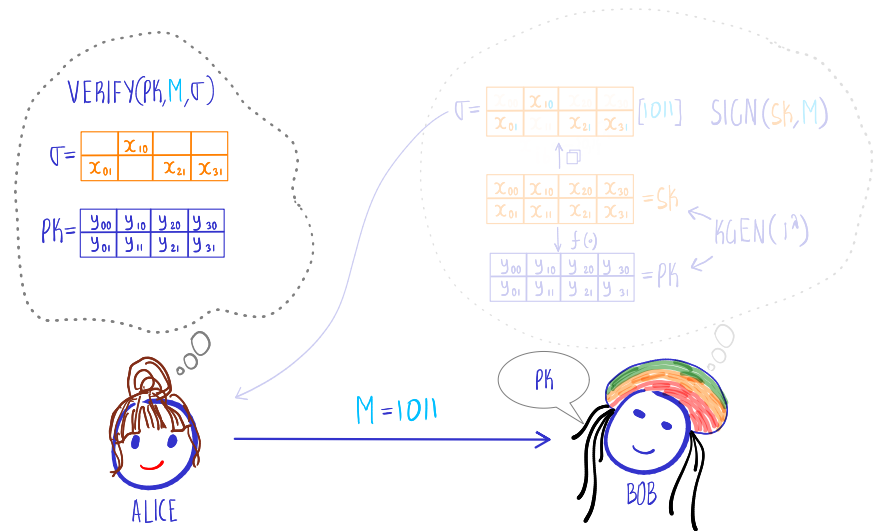 VERIFY(PK,M,σ)
σ=
x10
x01 x21 x31
PK=
y00 y10 y20 y30
y01 y11 y21 y31
σ=
x10
x01 x21 x31
[1011]
SIGN(SK,M)
x00 x10 x20 x30
x01 x11 x21 x31
=SK
f(·)
KGEN(1^λ)
y00 y10 y20 y30
y01 y11 y21 y31
=PK
PK
M=1011
ALICE
BOB